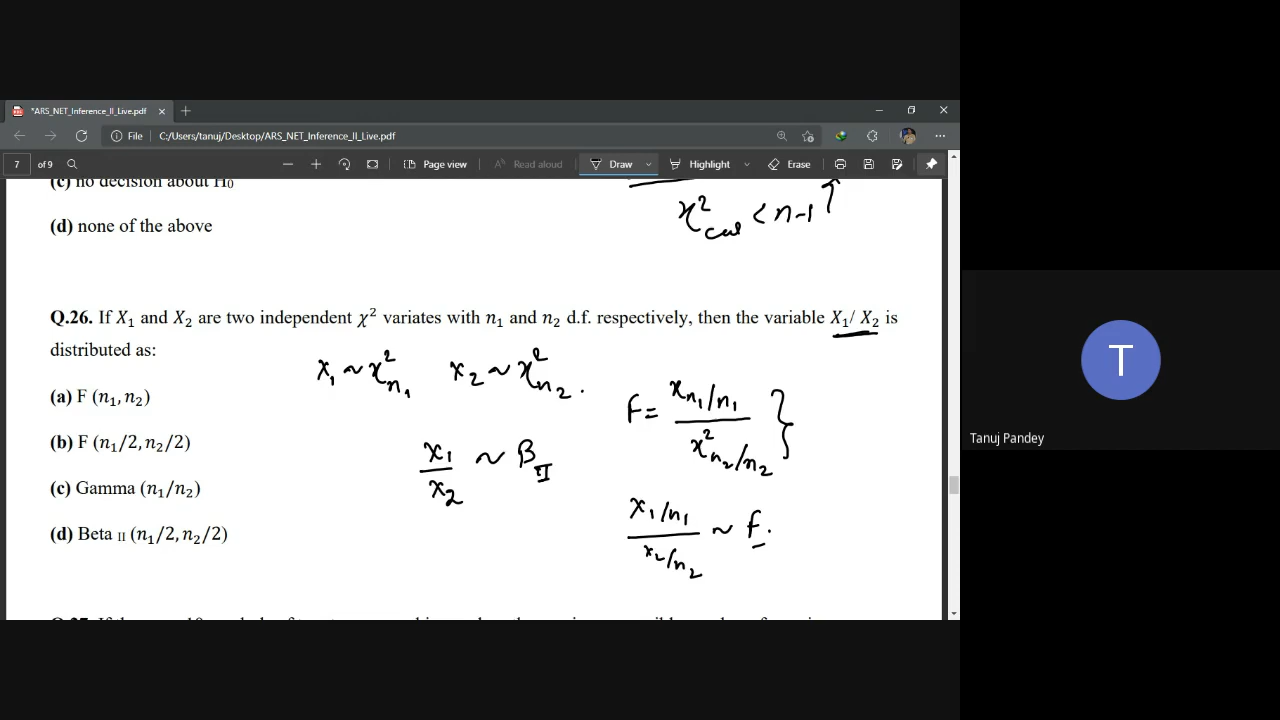 *ARS_NET_Inference_II_Live.pdf
File C:/Users/tanuj/Desktop/ARS_NET_Inference_II_Live.pdf
7 of 9 Page view Read aloud Draw Highlight Erase
(c) no decision about H₀
χ²cal < n-1
(d) none of the above
Q.26. If X₁ and X₂ are two independent χ² variates with n₁ and n₂ d.f. respectively, then the variable X₁/ X₂ is
distributed as:
x₁ ~ χ²n₁ x₂ ~ χ²n₂.
(a) F (n₁, n₂)
F = χn₁/n₁ / χ²n₂/n₂ }
(b) F (n₁/2, n₂/2)
x₁/x₂ ~ β II
(c) Gamma (n₁/n₂)
x₁/n₁ / x₂/n₂ ~ F.
(d) Beta II (n₁/2, n₂/2)
T
Tanuj Pandey